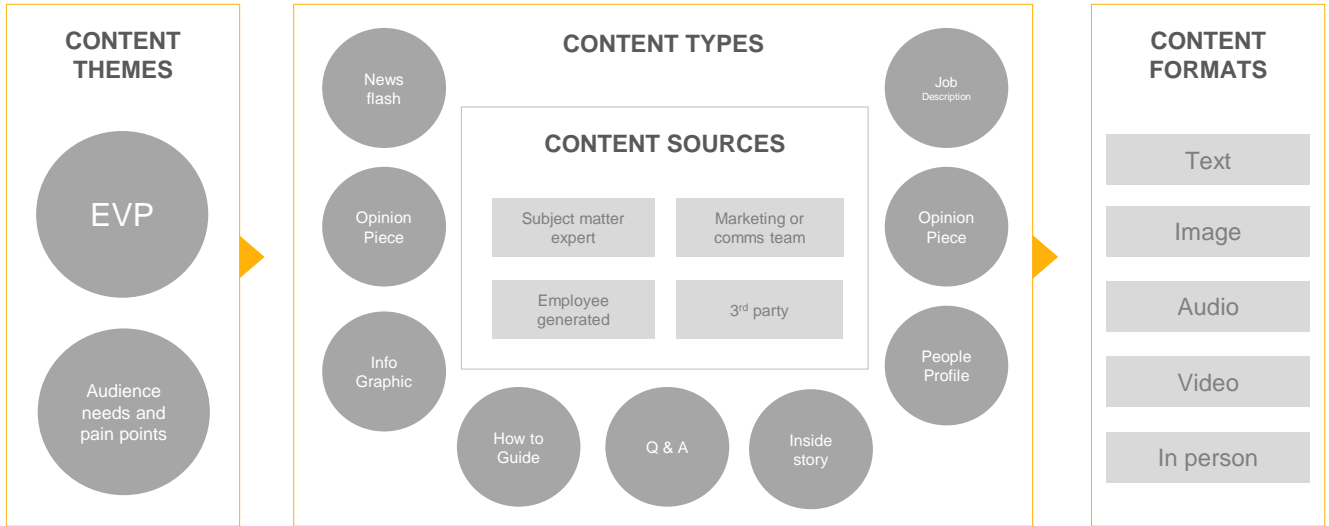 CONTENT
THEMES
EVP
Audience
needs and
pain points
CONTENT TYPES
News
flash
Opinion
Piece
Info
Graphic
How to
Guide
Q & A
Inside
story
People
Profile
Opinion
Piece
Job
Description
CONTENT SOURCES
Subject matter
expert
Marketing or
comms team
Employee
generated
3rd party
CONTENT
FORMATS
Text
Image
Audio
Video
In person